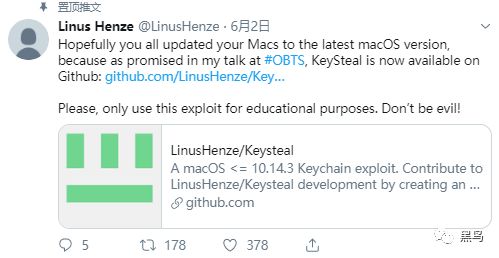 置顶推文
Linus Henze @LinusHenze · 6月2日
Hopefully you all updated your Macs to the latest macOS version,
because as promised in my talk at #OBTS, KeySteal is now available on
Github: github.com/LinusHenze/Key...
Please, only use this exploit for educational purposes. Don't be evil!
LinusHenze/Keysteal
A macOS <= 10.14.3 Keychain exploit. Contribute to
LinusHenze/Keysteal development by creating an ...
github.com
5 178 378
黑鸟